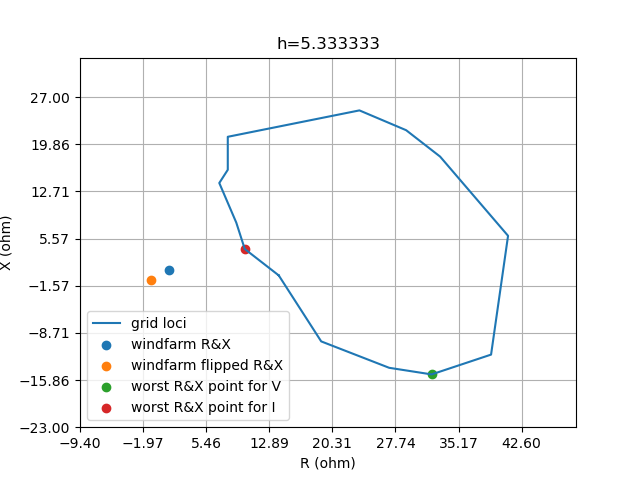 h=5.333333
X (ohm)
27.00
19.86
12.71
5.57
−1.57
−8.71
−15.86
−23.00
grid loci
windfarm R&X
windfarm flipped R&X
worst R&X point for V
worst R&X point for I
−9.40 −1.97 5.46 12.89 20.31 27.74 35.17 42.60
R (ohm)